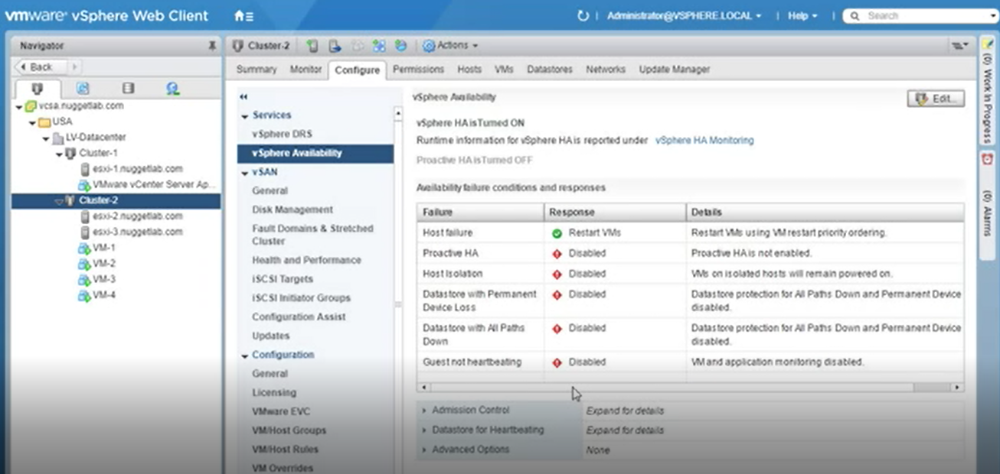 vmware® vSphere Web Client
Administrator@VSPHERE.LOCAL
Help
Search
Navigator
Back
vcsa.nuggetlab.com
USA
LV-Datacenter
Cluster-1
esxi-1.nuggetlab.com
VMware vCenter Server Ap...
Cluster-2
esxi-2.nuggetlab.com
esxi-3.nuggetlab.com
VM-1
VM-2
VM-3
VM-4
Cluster-2
Actions
Summary Monitor Configure Permissions Hosts VMs Datastores Networks Update Manager
Services
vSphere DRS
vSphere Availability
vSAN
General
Disk Management
Fault Domains & Stretched
Cluster
Health and Performance
iSCSI Targets
iSCSI Initiator Groups
Configuration Assist
Updates
Configuration
General
Licensing
VMware EVC
VM/Host Groups
VM/Host Rules
VM Overrides
vSphere Availability
Edit...
vSphere HA is Turned ON
Runtime information for vSphere HA is reported under vSphere HA Monitoring
Proactive HA is Turned OFF
Availability failure conditions and responses
Failure Response Details
Host failure Restart VMs Restart VMs using VM restart priority ordering.
Proactive HA Disabled Proactive HA is not enabled.
Host Isolation Disabled VMs on isolated hosts will remain powered on.
Datastore with Permanent Disabled Datastore protection for All Paths Down and Permanent Device
Device Loss disabled.
Datastore with All Paths Disabled Datastore protection for All Paths Down and Permanent Device
Down disabled.
Guest not heartbeating Disabled VM and application monitoring disabled.
Admission Control Expand for details
Datastore for Heartbeating Expand for details
Advanced Options None
(0) Work In Progress
(0) Alarms